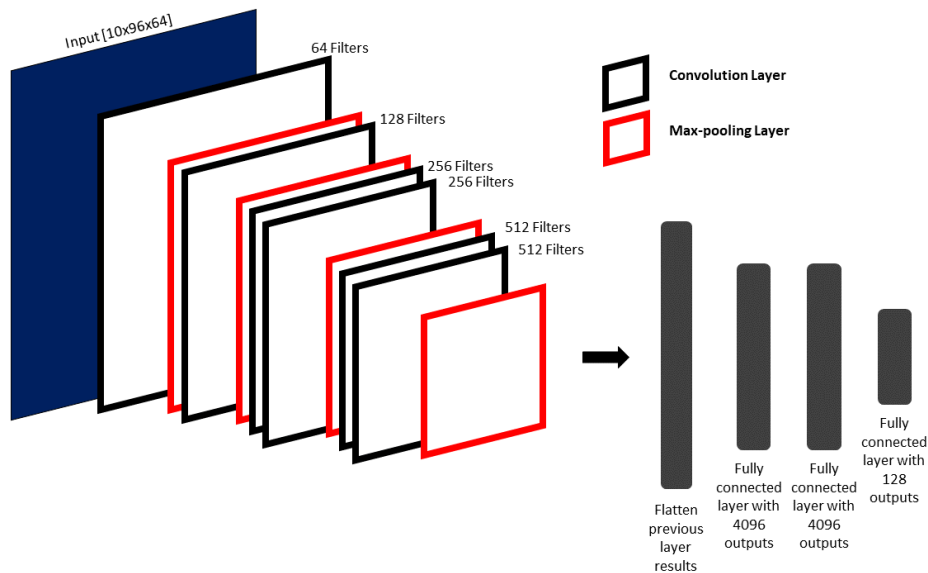 Input [10x96x64]
64 Filters
128 Filters
256 Filters
256 Filters
512 Filters
512 Filters
Convolution Layer
Max-pooling Layer
Flatten
previous
layer
results
Fully
connected
layer with
4096
outputs
Fully
connected
layer with
4096
outputs
Fully
connected
layer with
128
outputs